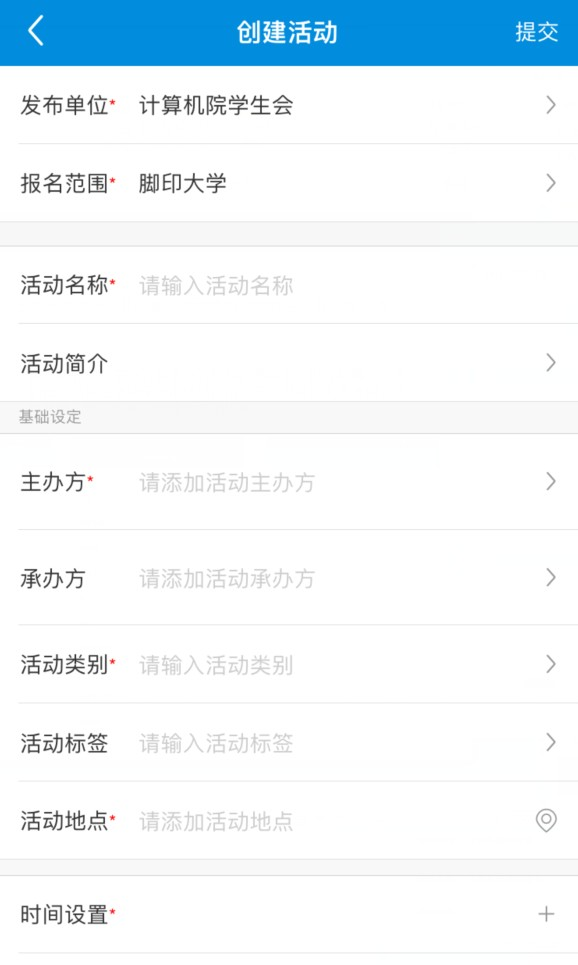 创建活动 提交
发布单位* 计算机院学生会
报名范围* 脚印大学
活动名称* 请输入活动名称
活动简介
基础设定
主办方* 请添加活动主办方
承办方 请添加活动承办方
活动类别* 请输入活动类别
活动标签 请输入活动标签
活动地点* 请添加活动地点
时间设置*